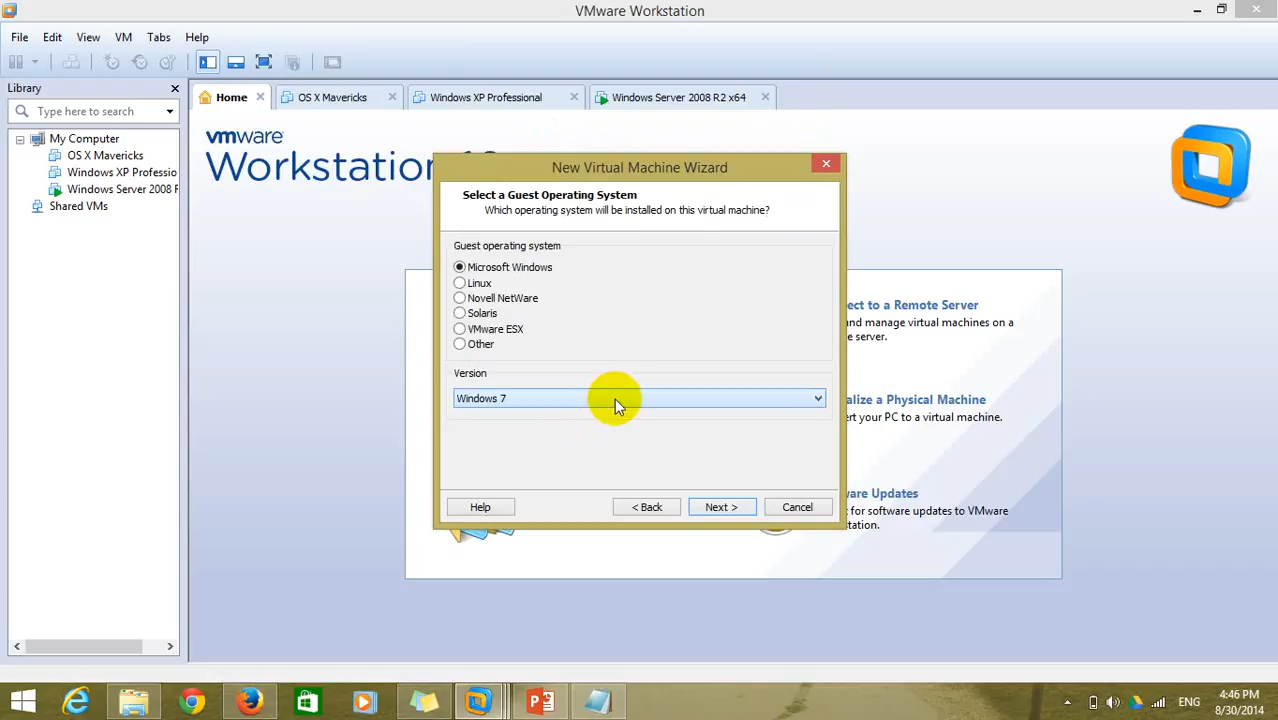 VMware Workstation
File Edit View VM Tabs Help
Library
Type here to search
My Computer
OS X Mavericks
Windows XP Professio
Windows Server 2008 R
Shared VMs
Home
OS X Mavericks
Windows XP Professional
Windows Server 2008 R2 x64
vmware
Workstation
New Virtual Machine Wizard
Select a Guest Operating System
Which operating system will be installed on this virtual machine?
Guest operating system
Microsoft Windows
Linux
Novell NetWare
Solaris
VMware ESX
Other
Version
Windows 7
Help
< Back
Next >
Cancel
ect to a Remote Server
and manage virtual machines on a
e server.
alize a Physical Machine
ert your PC to a virtual machine.
ware Updates
for software updates to VMware
station.
ENG
4:46 PM
8/30/2014